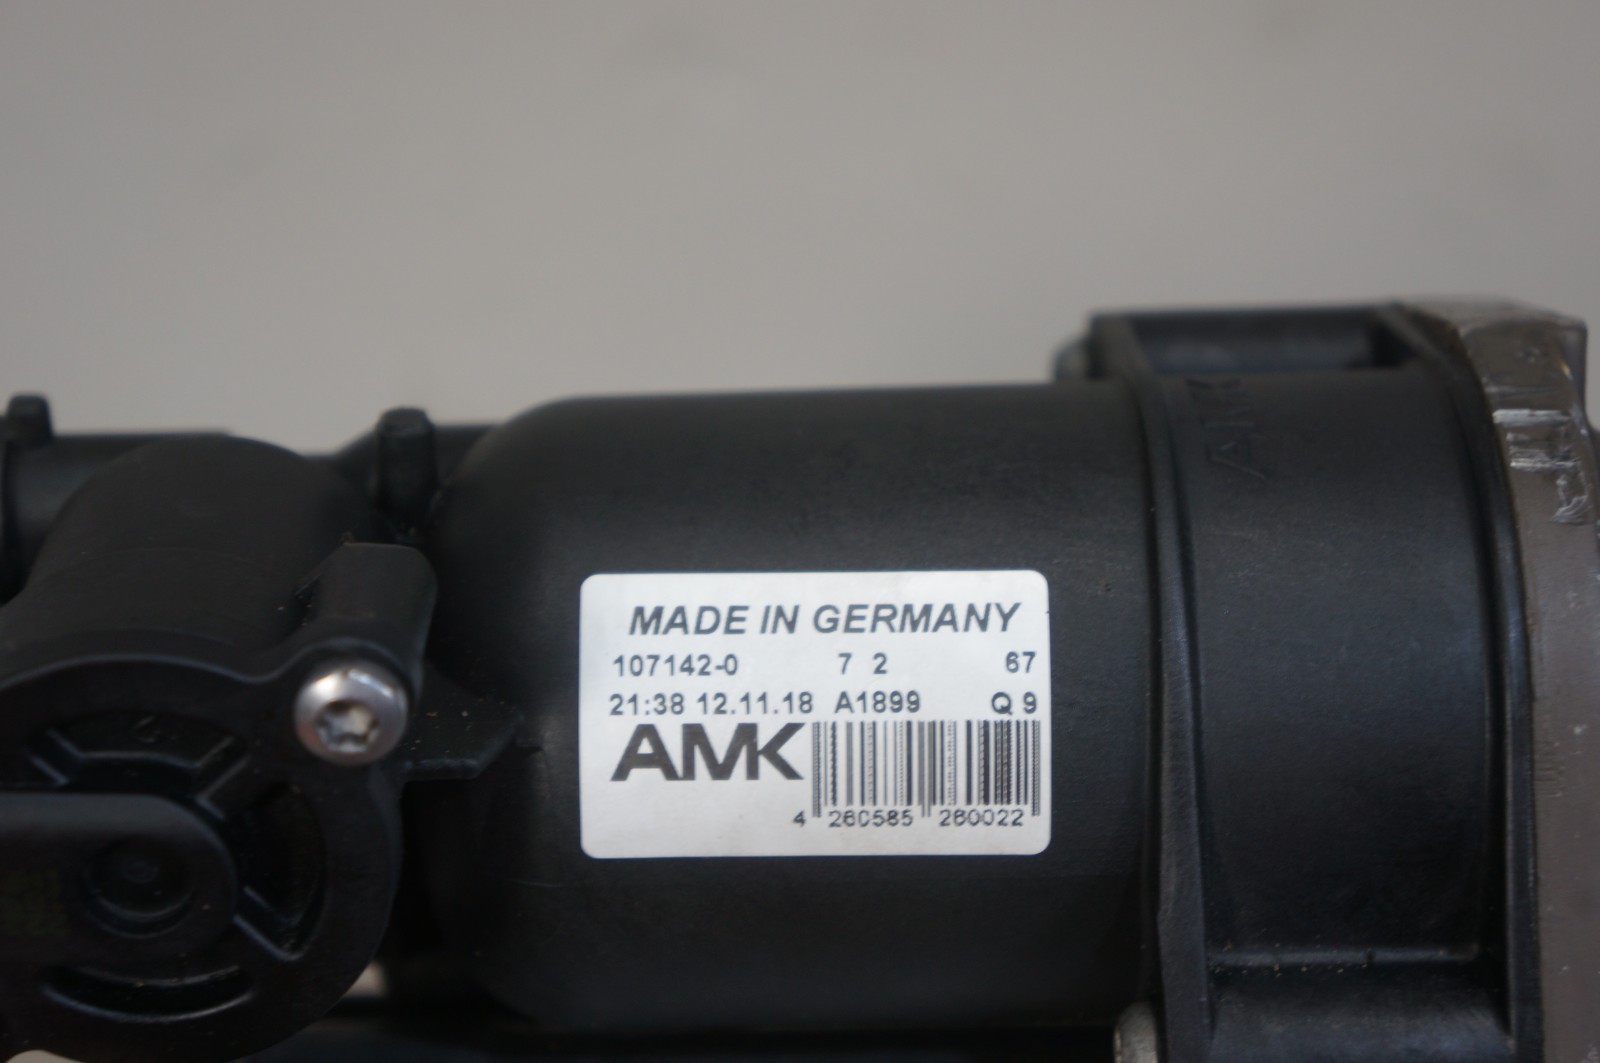 AMK
MADE IN GERMANY
107142-0 7 2 67
21:38 12.11.18 A1899 Q 9
AMK
4 260585 260022